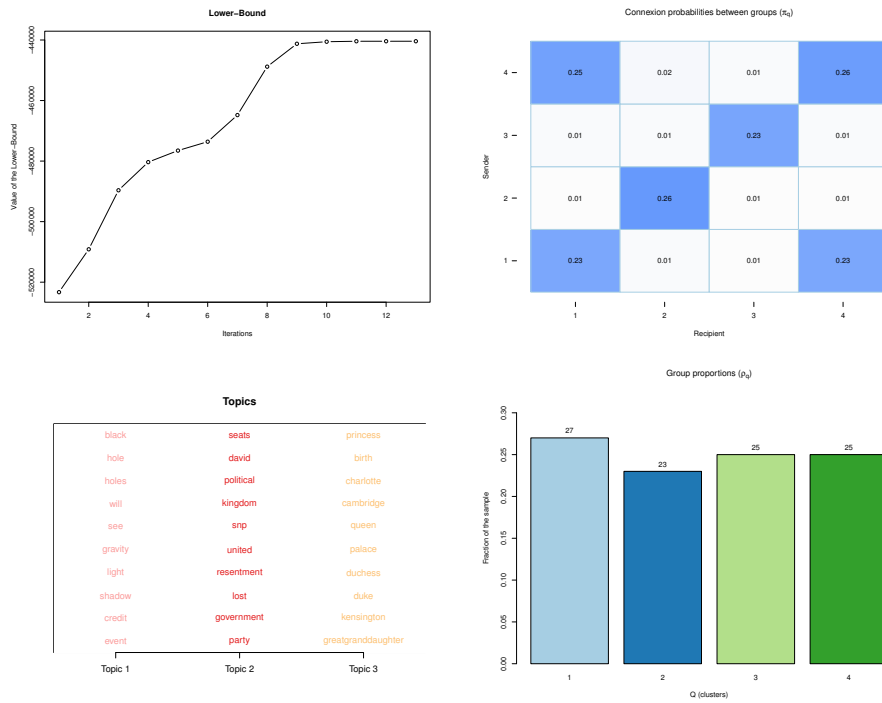 Lower−Bound
Value of the Lower−Bound
−440000
−460000
−480000
−500000
−520000
2 4 6 8 10 12
Iterations
Connexion probabilities between groups (πq)
Sender
4 0.25 0.02 0.01 0.26
3 0.01 0.01 0.23 0.01
2 0.01 0.26 0.01 0.01
1 0.23 0.01 0.01 0.23
1 2 3 4
Recipient
Topics
black seats princess
hole david birth
holes political charlotte
will kingdom cambridge
see snp queen
gravity united palace
light resentment duchess
shadow lost duke
credit government kensington
event party greatgranddaughter
Topic 1 Topic 2 Topic 3
Group proportions (ρq)
Fraction of the sample
0.30
0.25
0.20
0.15
0.10
0.05
0.00
27 23 25 25
1 2 3 4
Q (clusters)